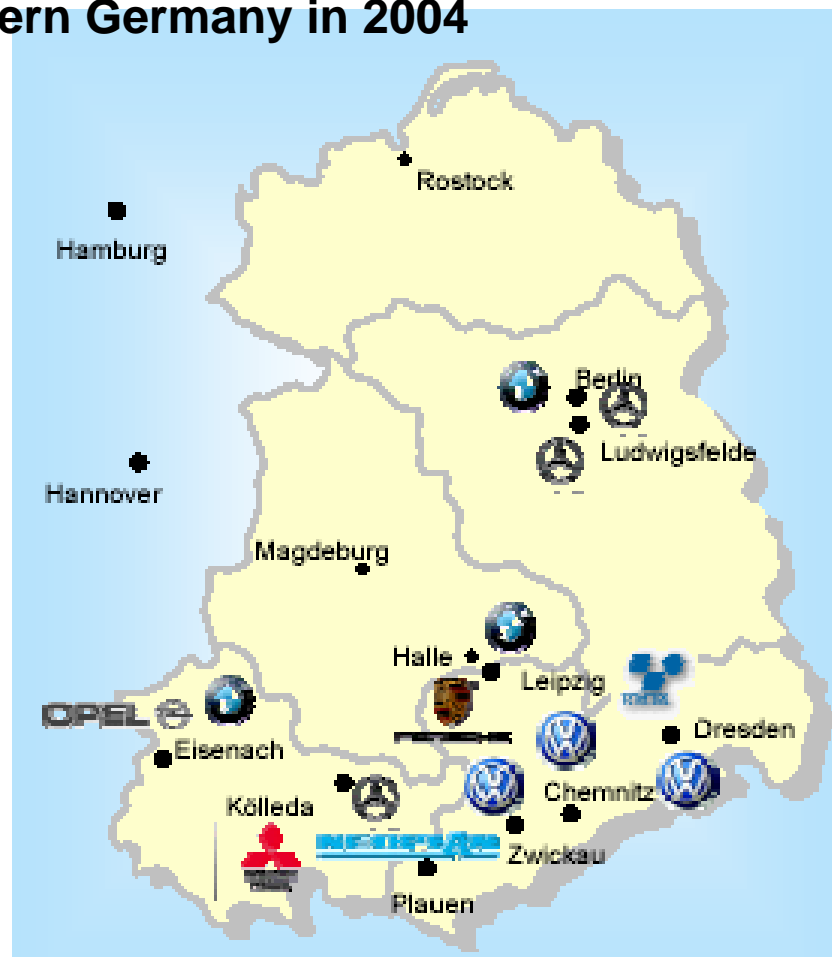 ern Germany in 2004
Rostock
Hamburg
Berlin
Ludwigsfelde
Hannover
Magdeburg
Halle
Leipzig
OPEL
Dresden
Eisenach
Chemnitz
Kölleda
NEOPLAN
Zwickau
Plauen